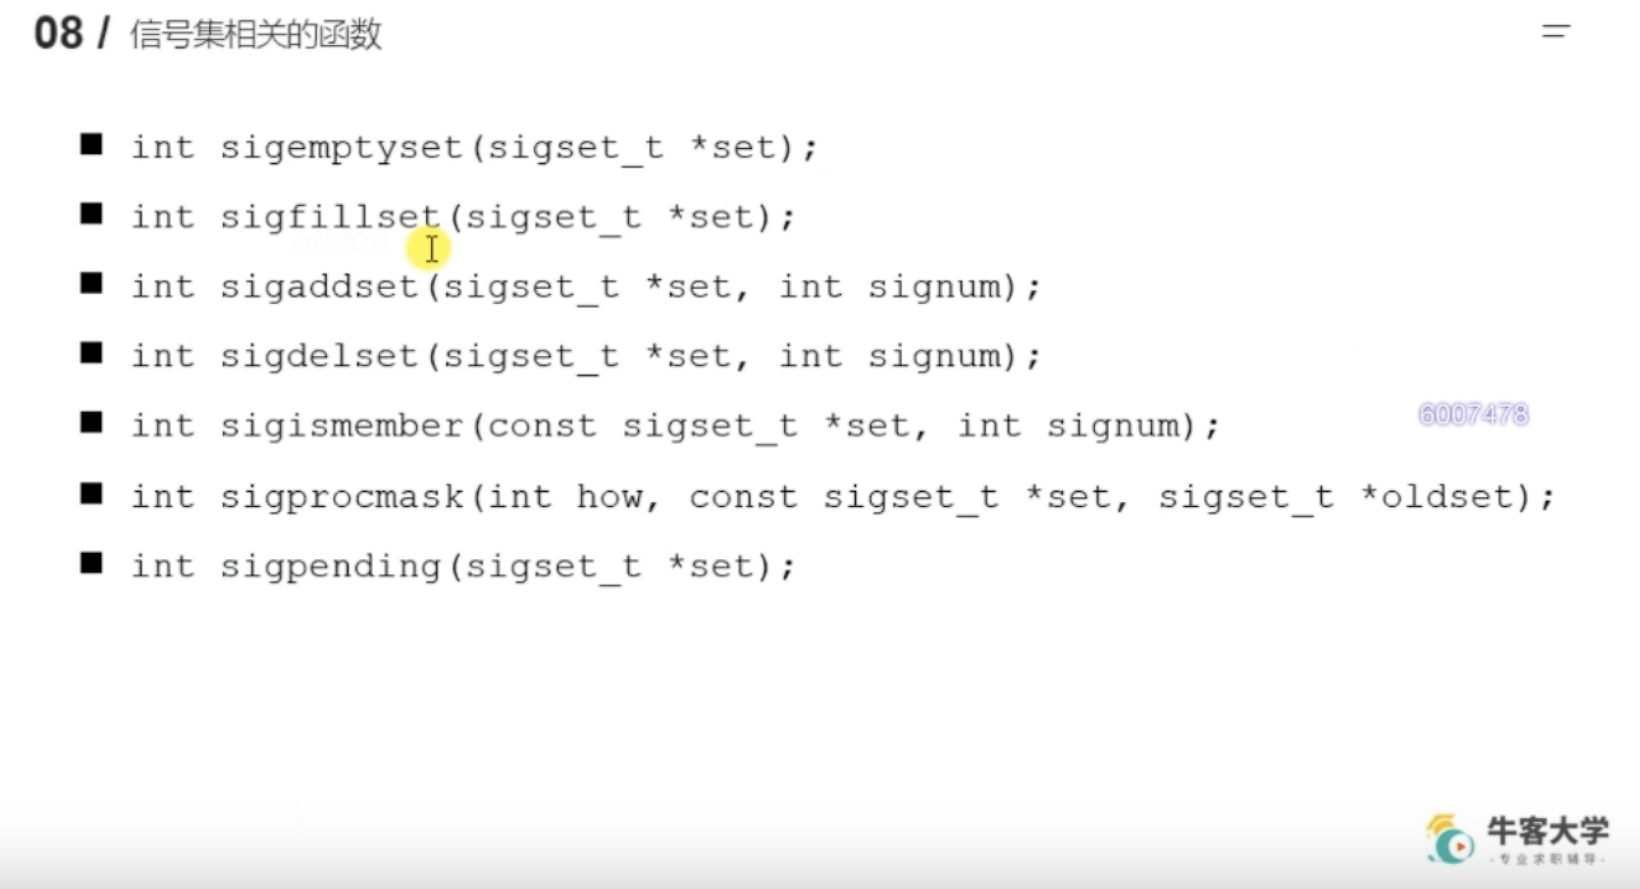 08 / 信号集相关的函数
int sigemptyset(sigset_t *set);
int sigfillset(sigset_t *set);
int sigaddset(sigset_t *set, int signum);
int sigdelset(sigset_t *set, int signum);
int sigismember(const sigset_t *set, int signum);
6007478
int sigprocmask(int how, const sigset_t *set, sigset_t *oldset);
int sigpending(sigset_t *set);
牛客大学
·专业求职辅导·